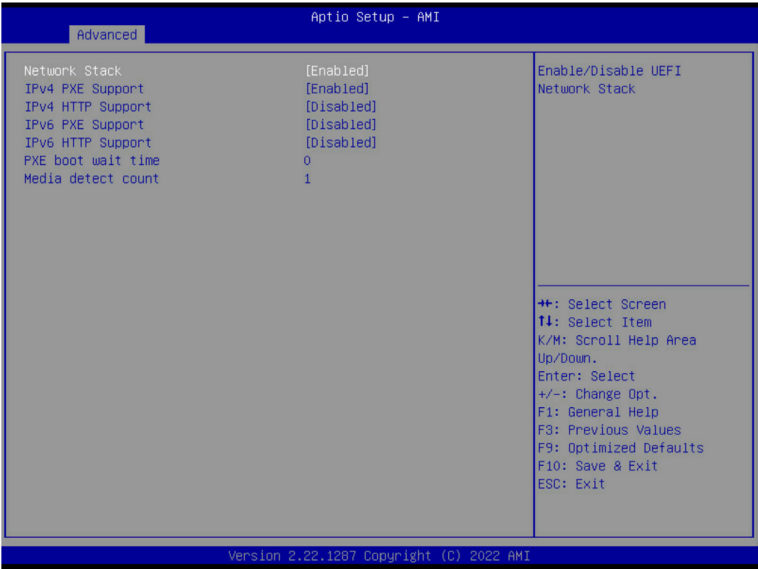 Aptio Setup – AMI
Advanced
Network Stack [Enabled]
IPv4 PXE Support [Enabled]
IPv4 HTTP Support [Disabled]
IPv6 PXE Support [Disabled]
IPv6 HTTP Support [Disabled]
PXE boot wait time 0
Media detect count 1
Enable/Disable UEFI
Network Stack
→←: Select Screen
↑↓: Select Item
K/M: Scroll Help Area
Up/Down.
Enter: Select
+/-: Change Opt.
F1: General Help
F3: Previous Values
F9: Optimized Defaults
F10: Save & Exit
ESC: Exit
Version 2.22.1287 Copyright (C) 2022 AMI